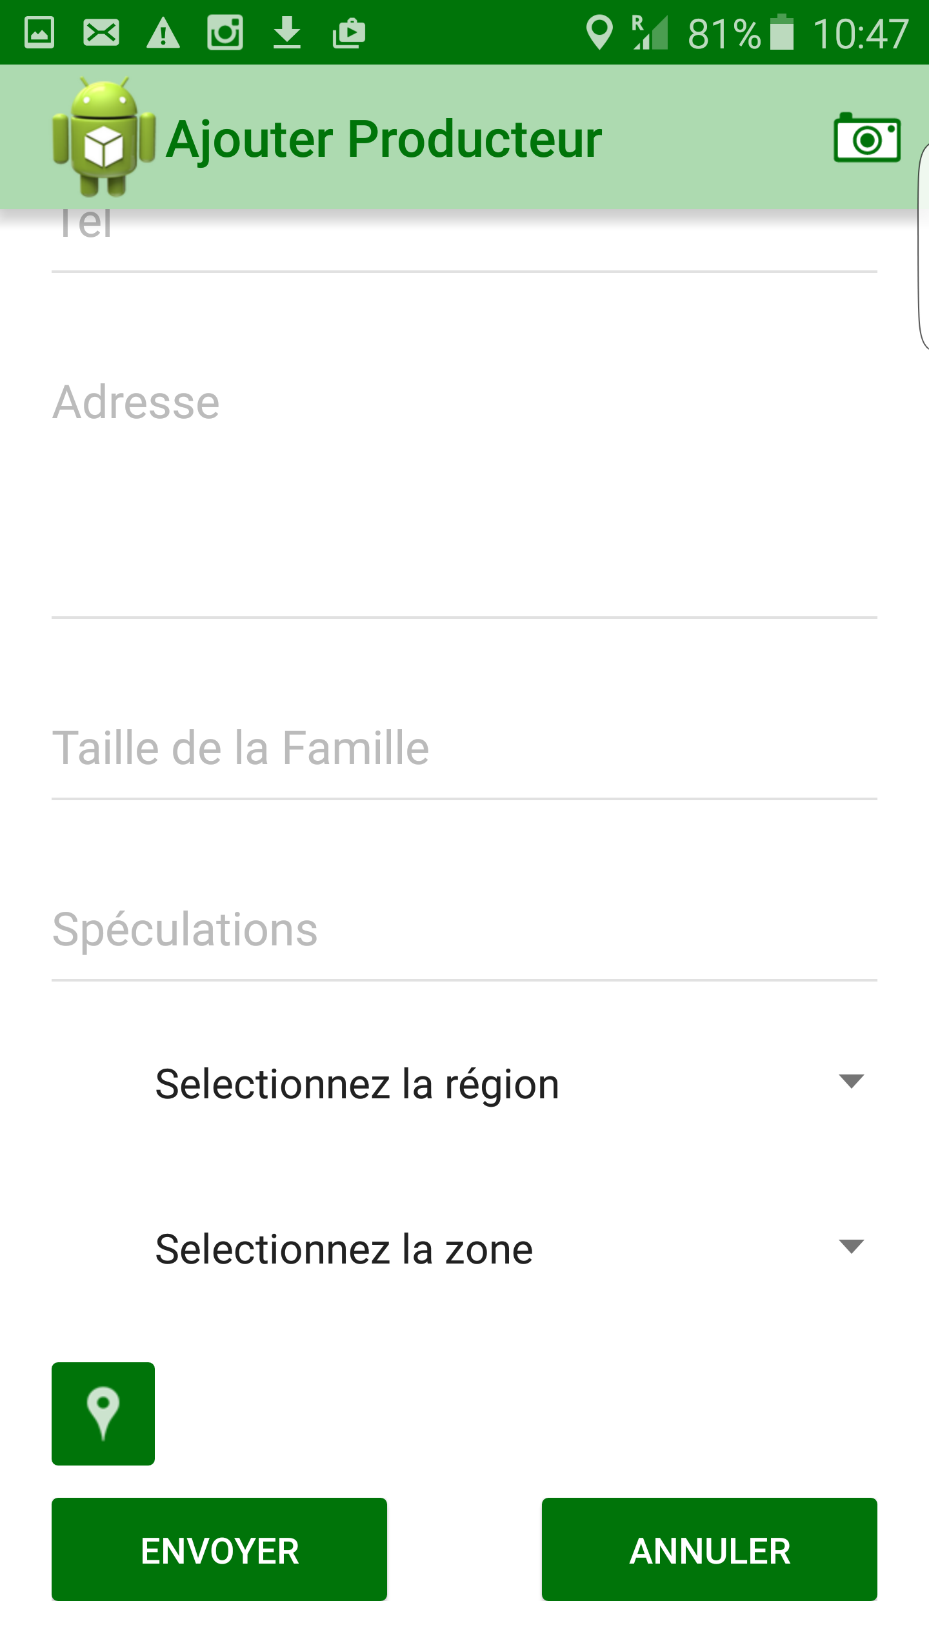 R 81% 10:47
Ajouter Producteur
Tel
Adresse
Taille de la Famille
Spéculations
Selectionnez la région
Selectionnez la zone
ENVOYER ANNULER